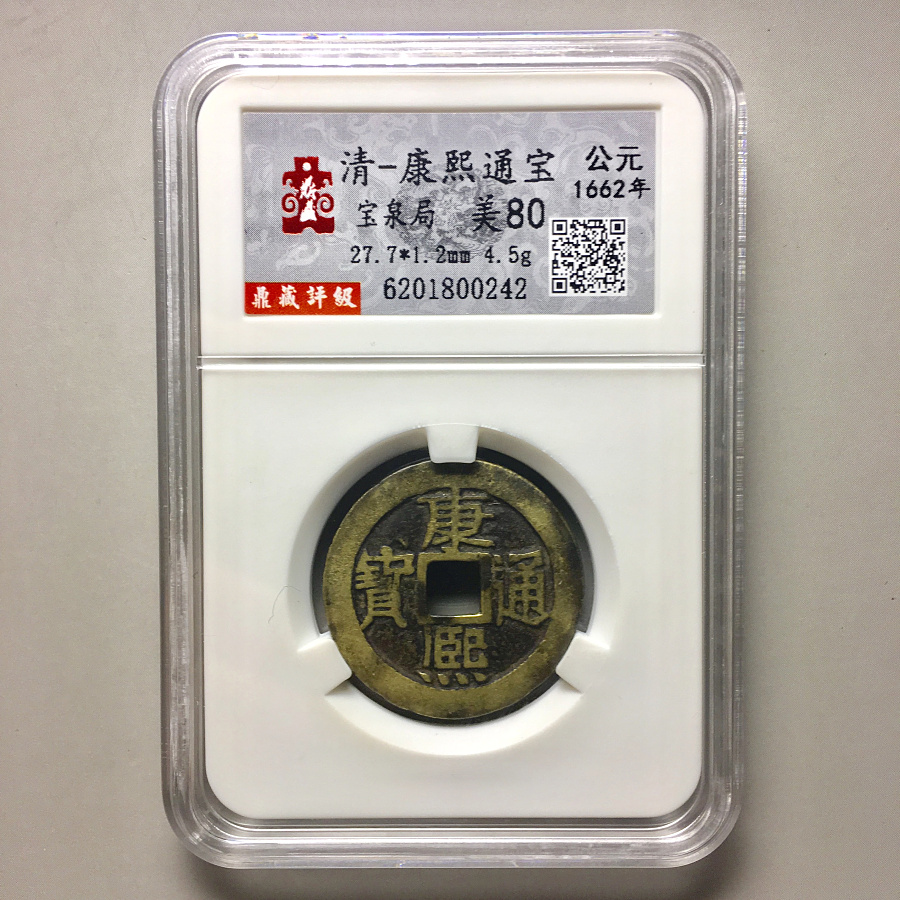 清-康熙通宝
公元
1662年
宝泉局 美80
27.7*1.2mm 4.5g
鼎藏評級
6201800242
康熙通寶